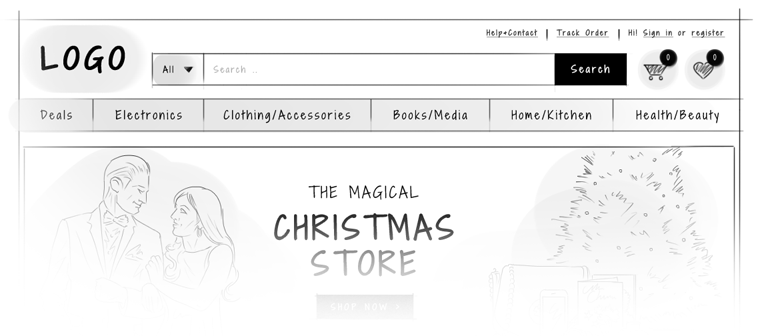 Help+Contact | Track Order | Hi! Sign in or register
LOGO
All Search ... Search 0 0
Deals Electronics Clothing/Accessories Books/Media Home/Kitchen Health/Beauty
THE MAGICAL
CHRISTMAS
STORE
SHOP NOW >